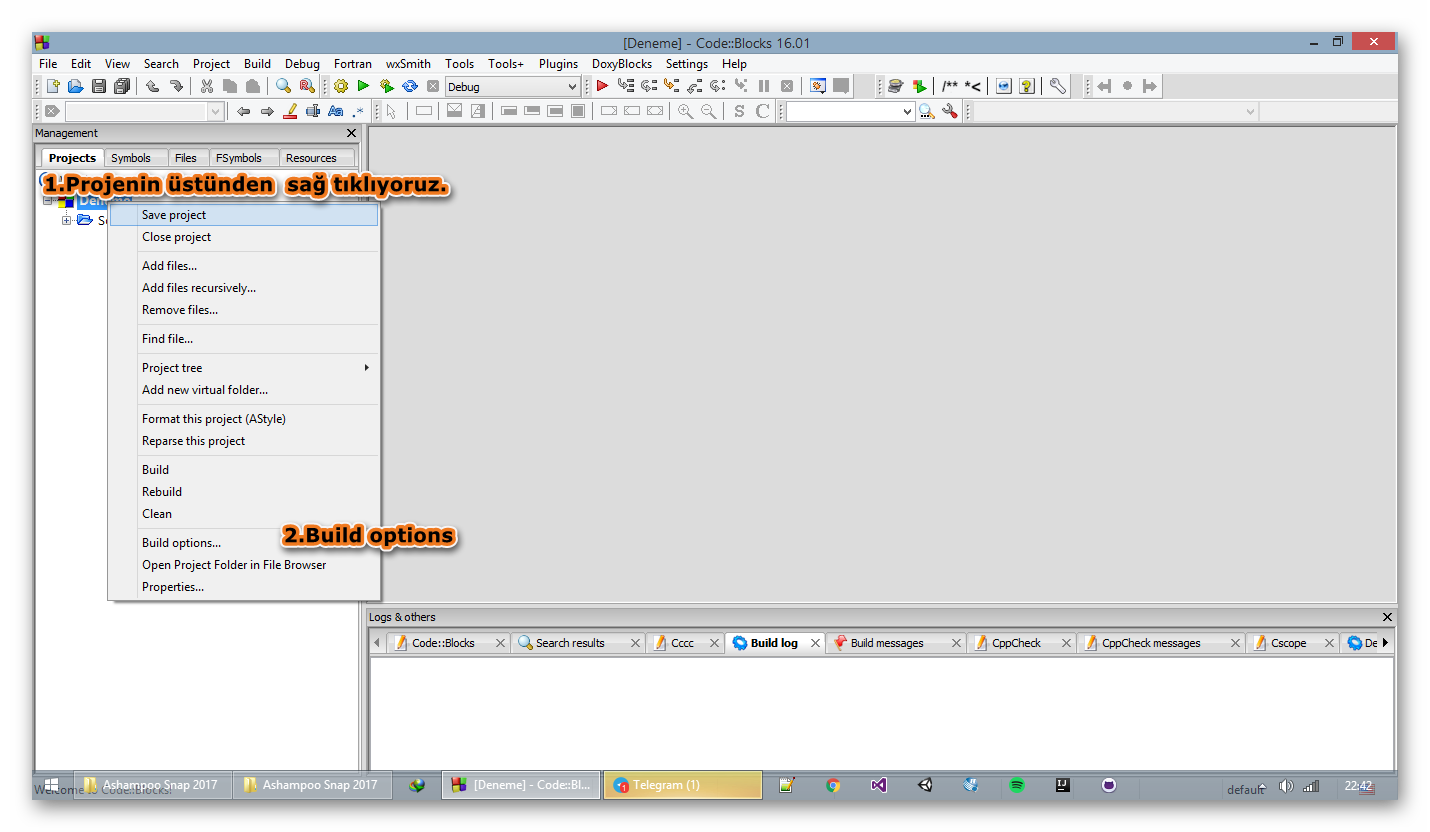 [Deneme] - Code::Blocks 16.01
File Edit View Search Project Build Debug Fortran wxSmith Tools Tools+ Plugins DoxyBlocks Settings Help
Debug
/** *<
Aa .* S C
Management
Projects Symbols Files FSymbols Resources
1.Projenin üstünden sağ tıklıyoruz.
Deneme
Save project
Close project
Add files...
Add files recursively...
Remove files...
Find file...
Project tree
Add new virtual folder...
Format this project (AStyle)
Reparse this project
Build
Rebuild
Clean
2.Build options
Build options...
Open Project Folder in File Browser
Properties...
Logs & others
Code::Blocks Search results Cccc Build log Build messages CppCheck CppCheck messages Cscope De
Welcome to Code::Blocks!
Ashampoo Snap 2017 Ashampoo Snap 2017 [Deneme] - Code::Bl... Telegram (1) default 22:42